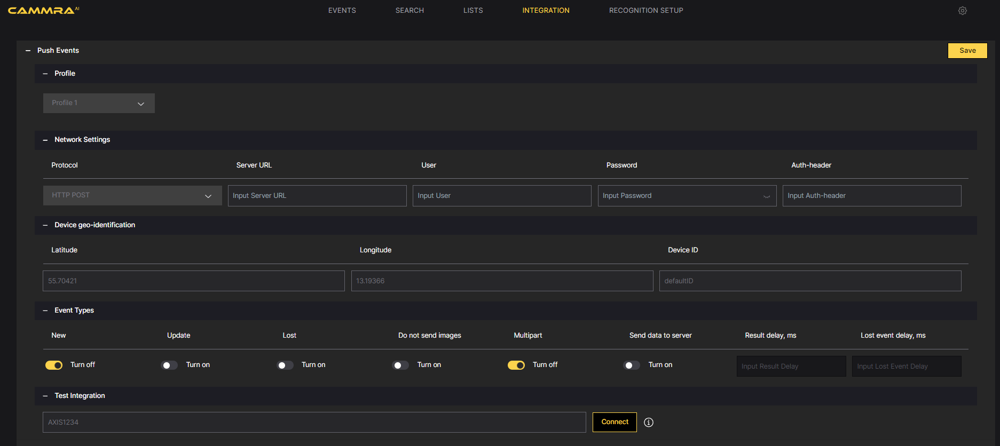 CAMMRA AI EVENTS SEARCH LISTS INTEGRATION RECOGNITION SETUP
Push Events Save
Profile
Profile 1
Network Settings
Protocol Server URL User Password Auth-header
HTTP POST Input Server URL Input User Input Password Input Auth-header
Device geo-identification
Latitude Longitude Device ID
55.70421 13.19366 defaultID
Event Types
New Update Lost Do not send images Multipart Send data to server Result delay, ms Lost event delay, ms
Turn off Turn on Turn on Turn on Turn off Turn on Input Result Delay Input Lost Event Delay
Test Integration
AXIS1234 Connect